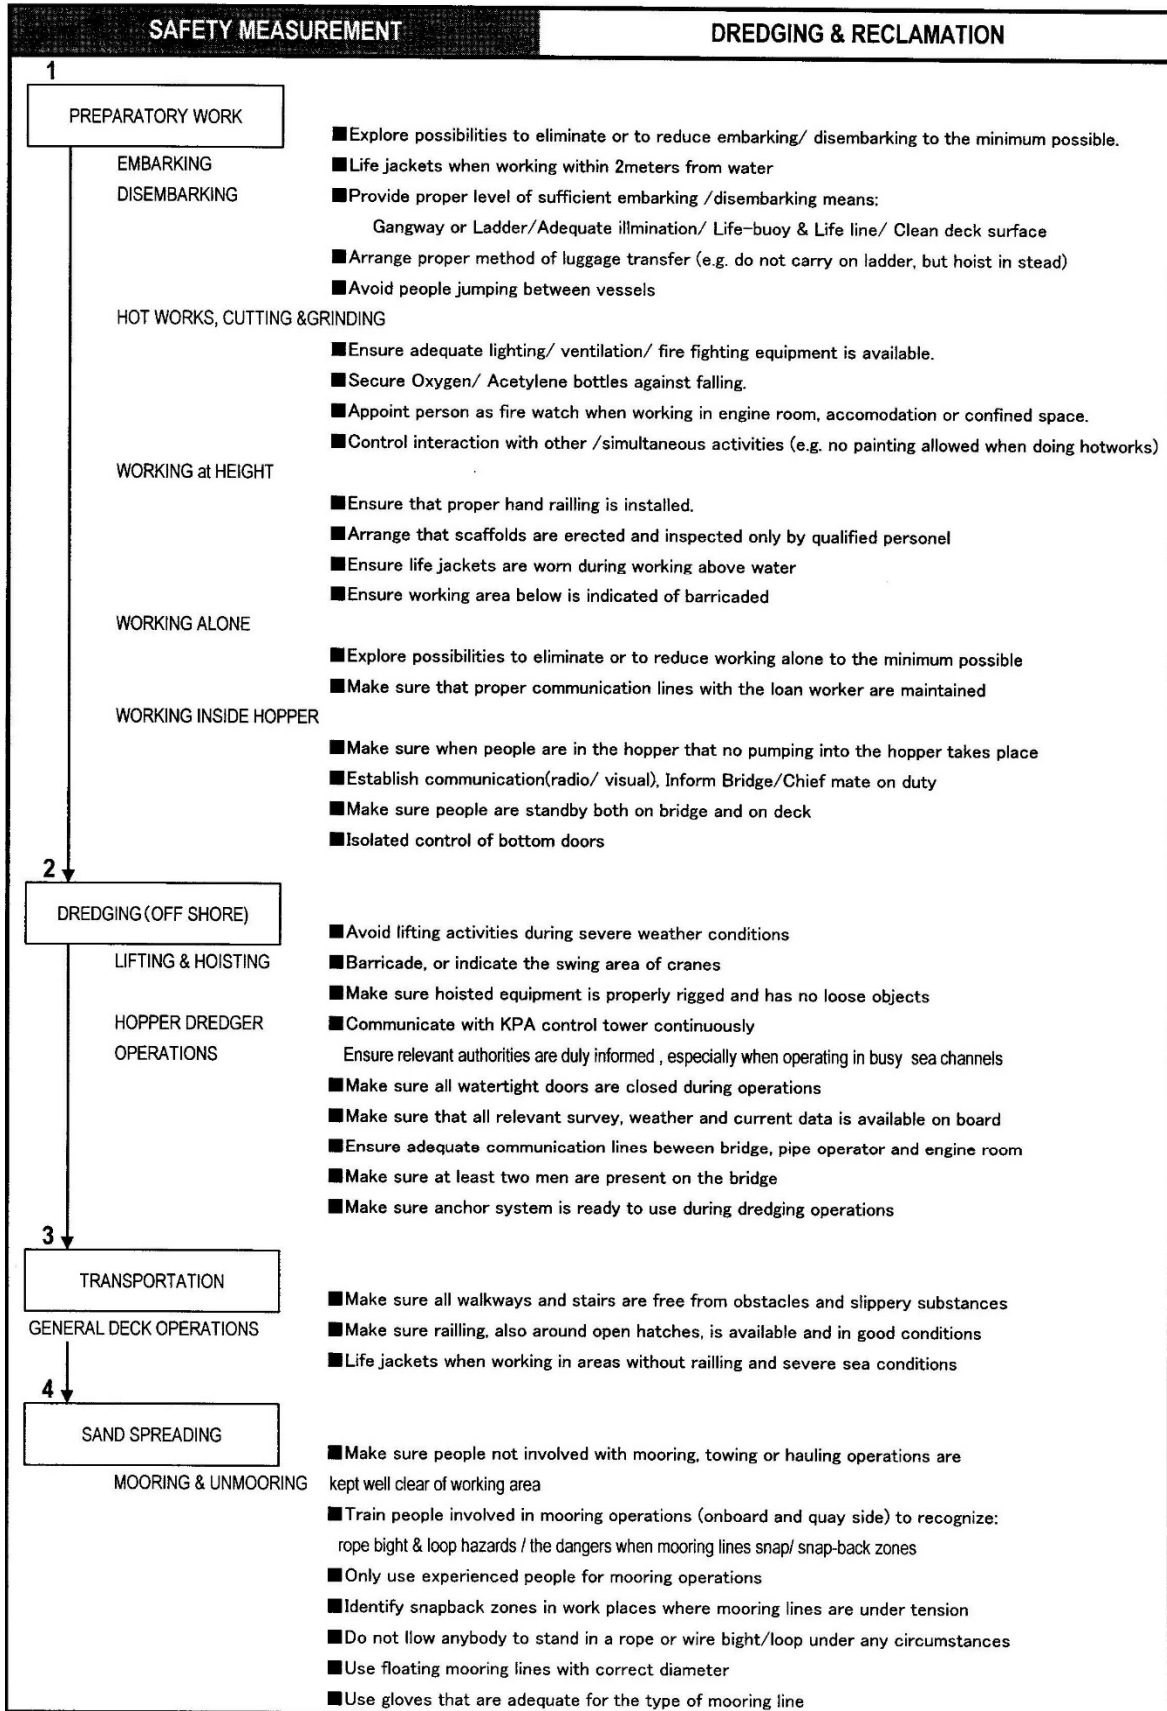 SAFETY MEASUREMENT
DREDGING & RECLAMATION
1
PREPARATORY WORK
■Explore possibilities to eliminate or to reduce embarking/ disembarking to the minimum possible.
EMBARKING ■Life jackets when working within 2meters from water
DISEMBARKING ■Provide proper level of sufficient embarking /disembarking means:
Gangway or Ladder/Adequate illmination/ Life-buoy & Life line/ Clean deck surface
■Arrange proper method of luggage transfer (e.g. do not carry on ladder, but hoist in stead)
■Avoid people jumping between vessels
HOT WORKS, CUTTING &GRINDING
■Ensure adequate lighting/ ventilation/ fire fighting equipment is available.
■Secure Oxygen/ Acetylene bottles against falling.
■Appoint person as fire watch when working in engine room, accomodation or confined space.
■Control interaction with other /simultaneous activities (e.g. no painting allowed when doing hotworks)
WORKING at HEIGHT
■Ensure that proper hand railling is installed.
■Arrange that scaffolds are erected and inspected only by qualified personel
■Ensure life jackets are worn during working above water
■Ensure working area below is indicated of barricaded
WORKING ALONE
■Explore possibilities to eliminate or to reduce working alone to the minimum possible
■Make sure that proper communication lines with the loan worker are maintained
WORKING INSIDE HOPPER
■Make sure when people are in the hopper that no pumping into the hopper takes place
■Establish communication(radio/ visual), Inform Bridge/Chief mate on duty
■Make sure people are standby both on bridge and on deck
■Isolated control of bottom doors
2
DREDGING (OFF SHORE)
■Avoid lifting activities during severe weather conditions
LIFTING & HOISTING ■Barricade, or indicate the swing area of cranes
■Make sure hoisted equipment is properly rigged and has no loose objects
HOPPER DREDGER ■Communicate with KPA control tower continuously
OPERATIONS Ensure relevant authorities are duly informed , especially when operating in busy sea channels
■Make sure all watertight doors are closed during operations
■Make sure that all relevant survey, weather and current data is available on board
■Ensure adequate communication lines beween bridge, pipe operator and engine room
■Make sure at least two men are present on the bridge
■Make sure anchor system is ready to use during dredging operations
3
TRANSPORTATION
■Make sure all walkways and stairs are free from obstacles and slippery substances
GENERAL DECK OPERATIONS ■Make sure railling, also around open hatches, is available and in good conditions
■Life jackets when working in areas without railling and severe sea conditions
4
SAND SPREADING
■Make sure people not involved with mooring, towing or hauling operations are
MOORING & UNMOORING kept well clear of working area
■Train people involved in mooring operations (onboard and quay side) to recognize:
rope bight & loop hazards / the dangers when mooring lines snap/ snap-back zones
■Only use experienced people for mooring operations
■Identify snapback zones in work places where mooring lines are under tension
■Do not llow anybody to stand in a rope or wire bight/loop under any circumstances
■Use floating mooring lines with correct diameter
■Use gloves that are adequate for the type of mooring line